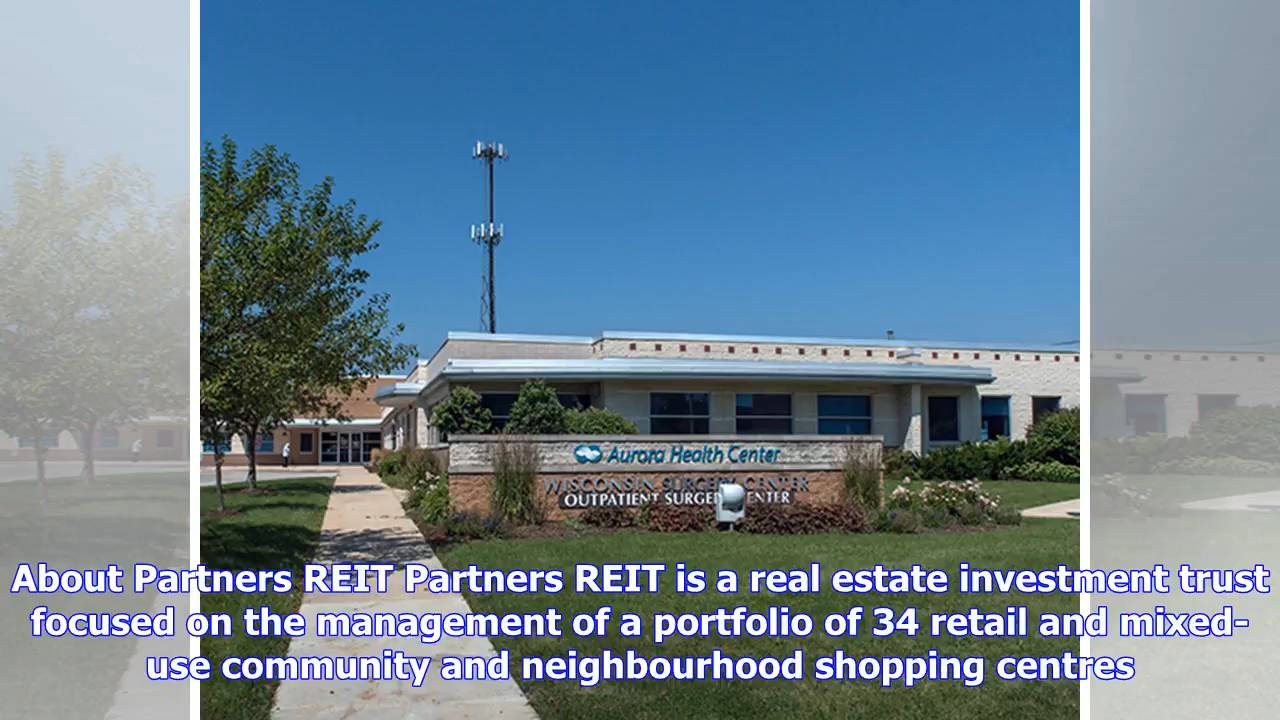 Aurora Health Center
WISCONSIN SURGERY CENTER
OUTPATIENT SURGERY CENTER
About Partners REIT Partners REIT is a real estate investment trust
focused on the management of a portfolio of 34 retail and mixed-
use community and neighbourhood shopping centres